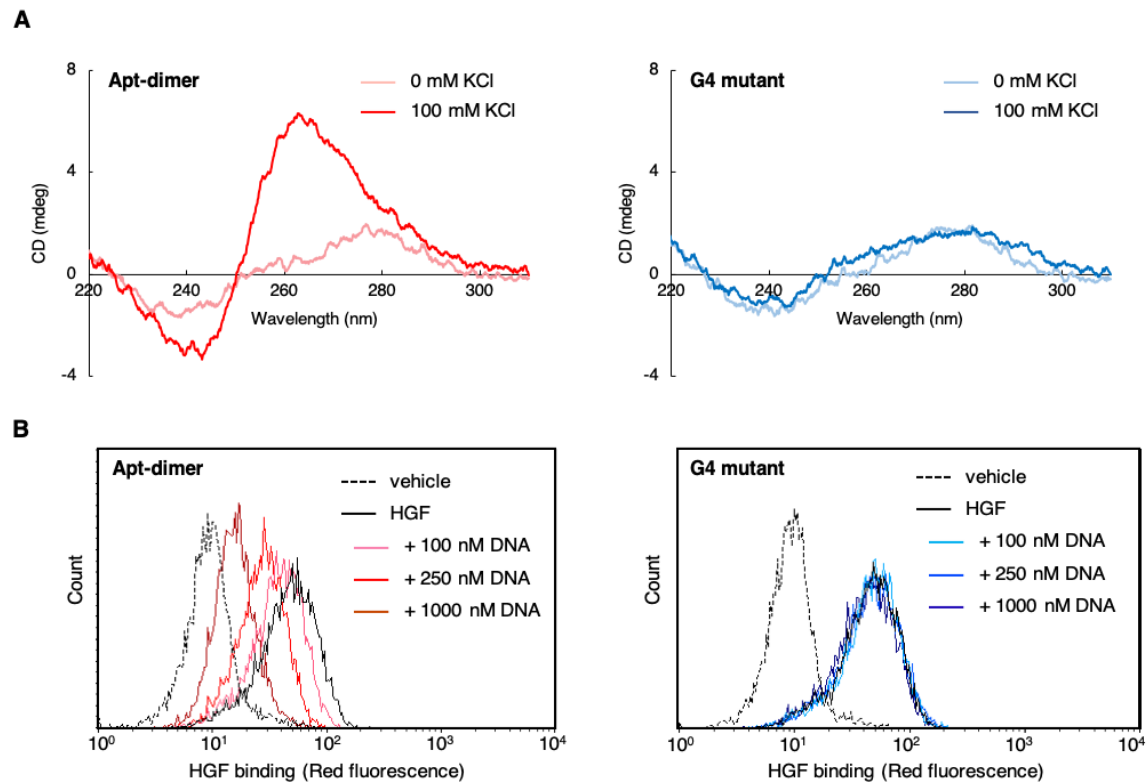 A
Apt-dimer
0 mM KCl
100 mM KCl
8
4
0
-4
CD (mdeg)
220 240 260 280 300
Wavelength (nm)
G4 mutant
0 mM KCl
100 mM KCl
8
4
0
-4
CD (mdeg)
220 240 260 280 300
Wavelength (nm)
B
Apt-dimer
vehicle
HGF
+ 100 nM DNA
+ 250 nM DNA
+ 1000 nM DNA
Count
10⁰ 10¹ 10² 10³ 10⁴
HGF binding (Red fluorescence)
G4 mutant
vehicle
HGF
+ 100 nM DNA
+ 250 nM DNA
+ 1000 nM DNA
Count
10⁰ 10¹ 10² 10³ 10⁴
HGF binding (Red fluorescence)